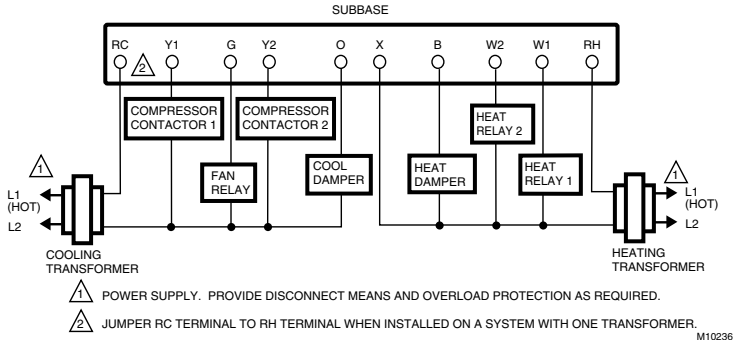 SUBBASE
RC Y1 G Y2 O X B W2 W1 RH
2
COMPRESSOR
CONTACTOR 1
COMPRESSOR
CONTACTOR 2
HEAT
RELAY 2
FAN
RELAY
COOL
DAMPER
HEAT
DAMPER
HEAT
RELAY 1
1
L1
(HOT)
L2
COOLING
TRANSFORMER
1
L1
(HOT)
L2
HEATING
TRANSFORMER
1 POWER SUPPLY. PROVIDE DISCONNECT MEANS AND OVERLOAD PROTECTION AS REQUIRED.
2 JUMPER RC TERMINAL TO RH TERMINAL WHEN INSTALLED ON A SYSTEM WITH ONE TRANSFORMER.
M10236